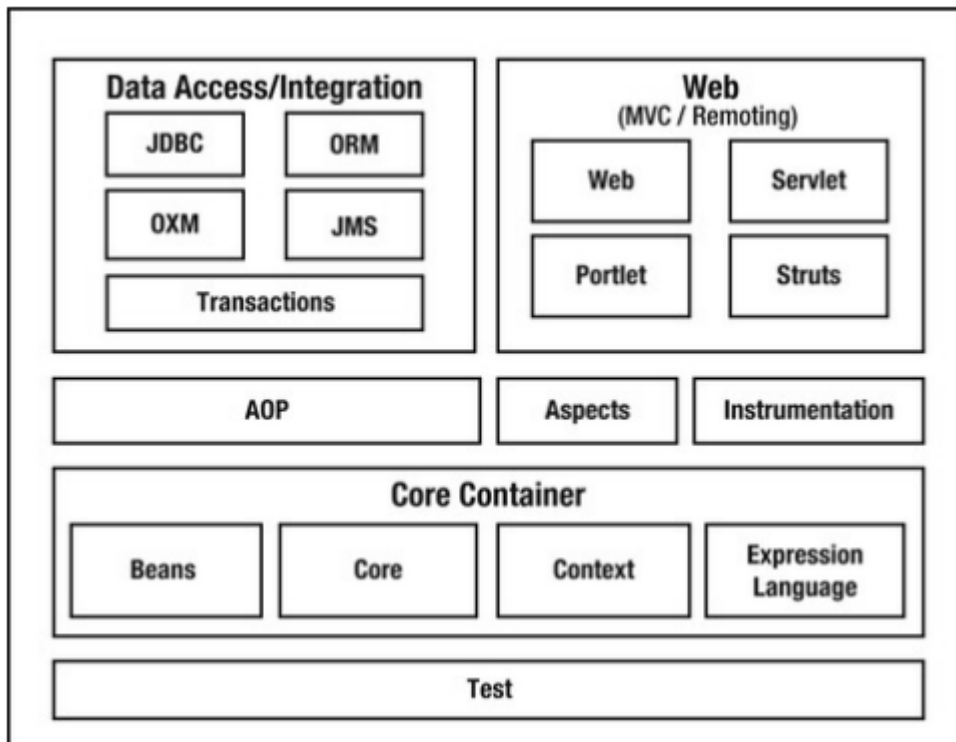 Data Access/Integration
JDBC
ORM
OXM
JMS
Transactions
Web
(MVC / Remoting)
Web
Servlet
Portlet
Struts
AOP
Aspects
Instrumentation
Core Container
Beans
Core
Context
Expression
Language
Test